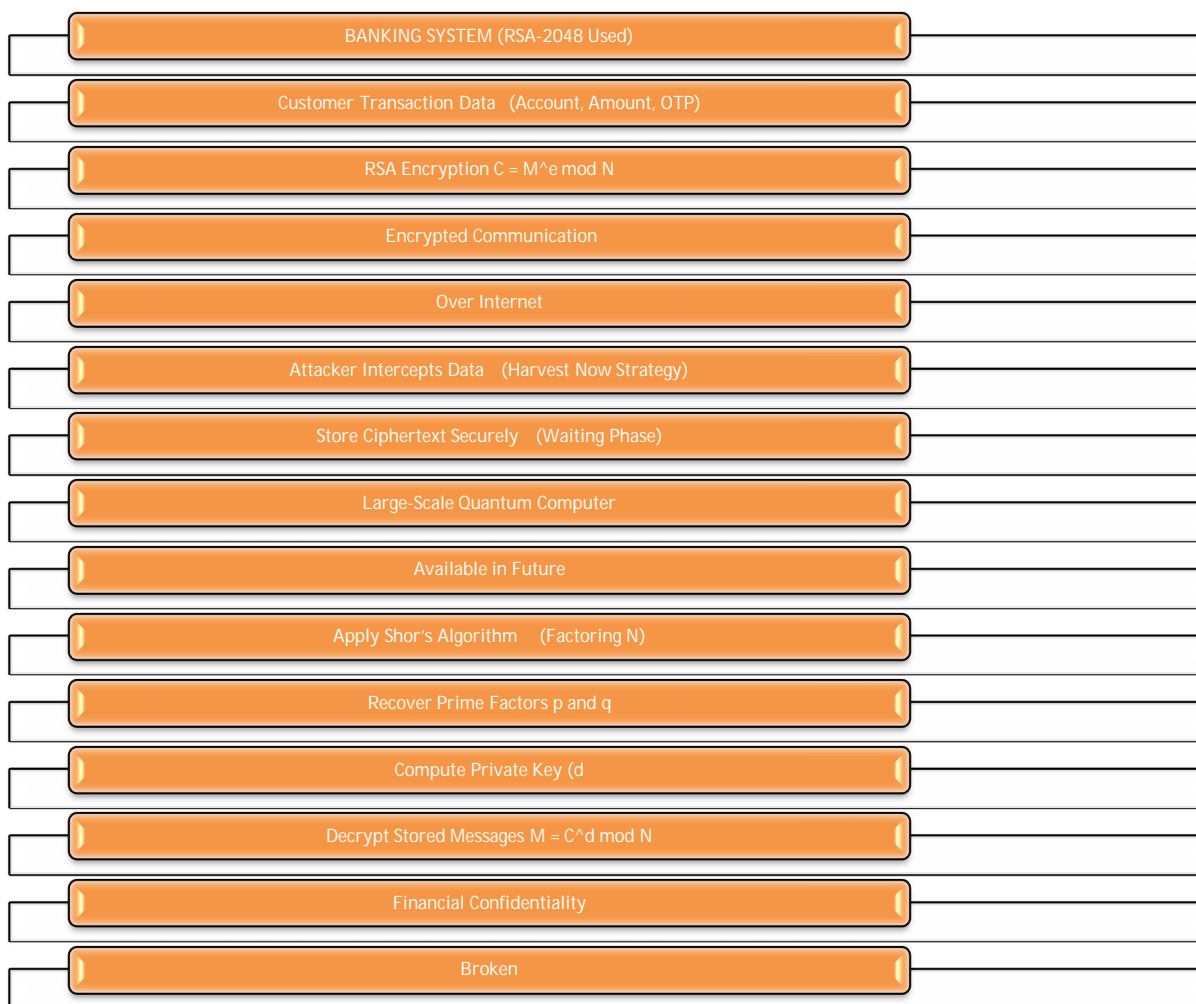 BANKING SYSTEM (RSA-2048 Used)
Customer Transaction Data (Account, Amount, OTP)
RSA Encryption C = M^e mod N
Encrypted Communication
Over Internet
Attacker Intercepts Data (Harvest Now Strategy)
Store Ciphertext Securely (Waiting Phase)
Large-Scale Quantum Computer
Available in Future
Apply Shor’s Algorithm (Factoring N)
Recover Prime Factors p and q
Compute Private Key (d
Decrypt Stored Messages M = C^d mod N
Financial Confidentiality
Broken